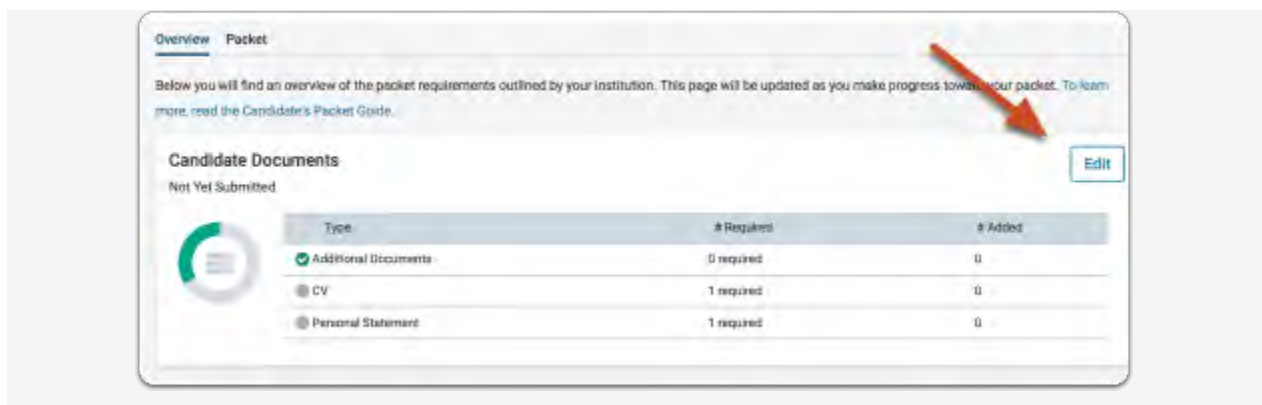 Overview Packet
Below you will find an overview of the packet requirements outlined by your institution. This page will be updated as you make progress toward your packet. To learn
more, read the Candidate's Packet Guide.
Candidate Documents
Edit
Not Yet Submitted
Type # Required # Added
Additional Documents 0 required 0
CV 1 required 0
Personal Statement 1 required 0